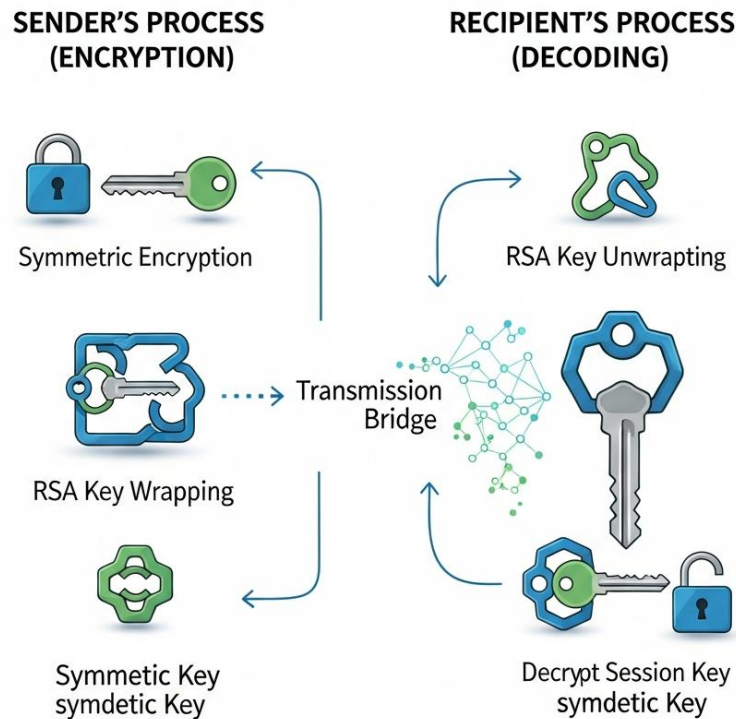 SENDER'S PROCESS
(ENCRYPTION)
RECIPIENT'S PROCESS
(DECODING)
Symmetric Encryption
RSA Key Unwrapting
Transmission
Bridge
RSA Key Wrapping
Symmetic Key
symdetic Key
Decrypt Session Key
symdetic Key